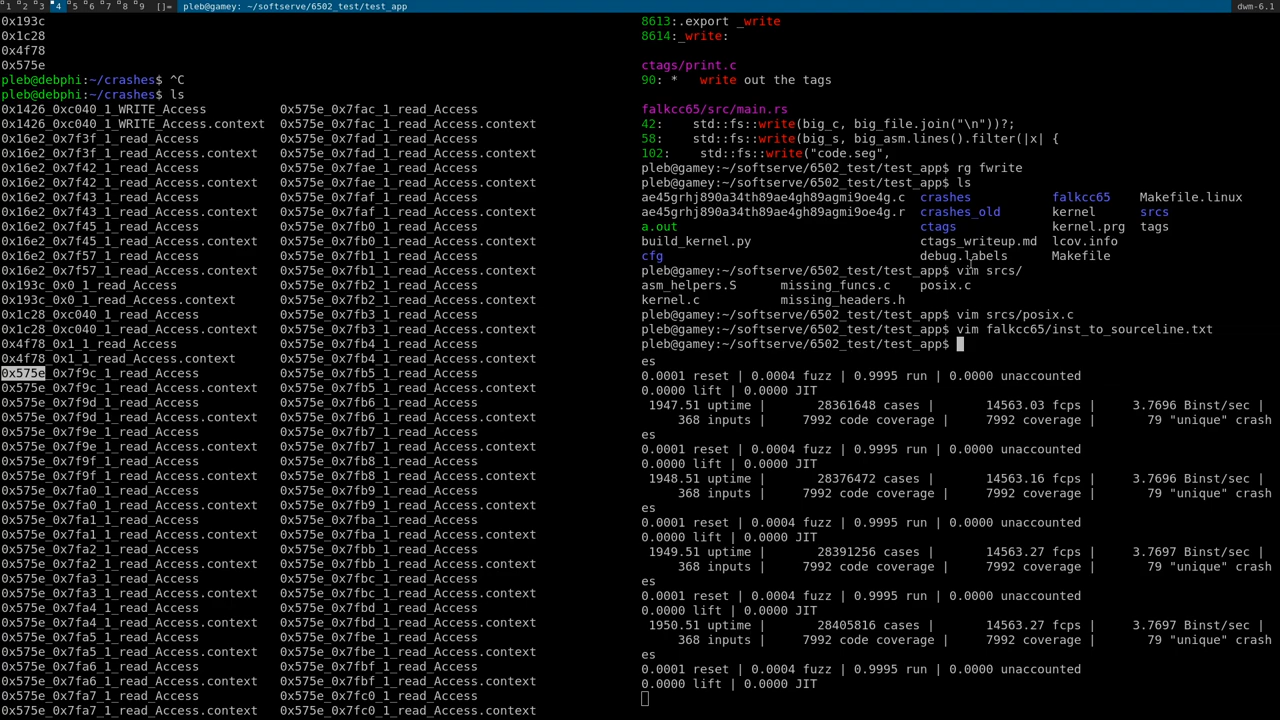 1 2 3 4 5 6 7 8 9 []= pleb@gamey: ~/softserve/6502_test/test_app dwm-6.1
0x193c
0x1c28
0x4f78
0x575e
pleb@debphi:~/crashes$ ^C
pleb@debphi:~/crashes$ ls
0x1426_0xc040_1_WRITE_Access 0x575e_0x7fac_1_read_Access
0x1426_0xc040_1_WRITE_Access.context 0x575e_0x7fac_1_read_Access.context
0x16e2_0x7f3f_1_read_Access 0x575e_0x7fad_1_read_Access
0x16e2_0x7f3f_1_read_Access.context 0x575e_0x7fad_1_read_Access.context
0x16e2_0x7f42_1_read_Access 0x575e_0x7fae_1_read_Access
0x16e2_0x7f42_1_read_Access.context 0x575e_0x7fae_1_read_Access.context
0x16e2_0x7f43_1_read_Access 0x575e_0x7faf_1_read_Access
0x16e2_0x7f43_1_read_Access.context 0x575e_0x7faf_1_read_Access.context
0x16e2_0x7f45_1_read_Access 0x575e_0x7fb0_1_read_Access
0x16e2_0x7f45_1_read_Access.context 0x575e_0x7fb0_1_read_Access.context
0x16e2_0x7f57_1_read_Access 0x575e_0x7fb1_1_read_Access
0x16e2_0x7f57_1_read_Access.context 0x575e_0x7fb1_1_read_Access.context
0x193c_0x0_1_read_Access 0x575e_0x7fb2_1_read_Access
0x193c_0x0_1_read_Access.context 0x575e_0x7fb2_1_read_Access.context
0x1c28_0xc040_1_read_Access 0x575e_0x7fb3_1_read_Access
0x1c28_0xc040_1_read_Access.context 0x575e_0x7fb3_1_read_Access.context
0x4f78_0x1_1_read_Access 0x575e_0x7fb4_1_read_Access
0x4f78_0x1_1_read_Access.context 0x575e_0x7fb4_1_read_Access.context
0x575e_0x7f9c_1_read_Access 0x575e_0x7fb5_1_read_Access
0x575e_0x7f9c_1_read_Access.context 0x575e_0x7fb5_1_read_Access.context
0x575e_0x7f9d_1_read_Access 0x575e_0x7fb6_1_read_Access
0x575e_0x7f9d_1_read_Access.context 0x575e_0x7fb6_1_read_Access.context
0x575e_0x7f9e_1_read_Access 0x575e_0x7fb7_1_read_Access
0x575e_0x7f9e_1_read_Access.context 0x575e_0x7fb7_1_read_Access.context
0x575e_0x7f9f_1_read_Access 0x575e_0x7fb8_1_read_Access
0x575e_0x7f9f_1_read_Access.context 0x575e_0x7fb8_1_read_Access.context
0x575e_0x7fa0_1_read_Access 0x575e_0x7fb9_1_read_Access
0x575e_0x7fa0_1_read_Access.context 0x575e_0x7fb9_1_read_Access.context
0x575e_0x7fa1_1_read_Access 0x575e_0x7fba_1_read_Access
0x575e_0x7fa1_1_read_Access.context 0x575e_0x7fba_1_read_Access.context
0x575e_0x7fa2_1_read_Access 0x575e_0x7fbb_1_read_Access
0x575e_0x7fa2_1_read_Access.context 0x575e_0x7fbb_1_read_Access.context
0x575e_0x7fa3_1_read_Access 0x575e_0x7fbc_1_read_Access
0x575e_0x7fa3_1_read_Access.context 0x575e_0x7fbc_1_read_Access.context
0x575e_0x7fa4_1_read_Access 0x575e_0x7fbd_1_read_Access
0x575e_0x7fa4_1_read_Access.context 0x575e_0x7fbd_1_read_Access.context
0x575e_0x7fa5_1_read_Access 0x575e_0x7fbe_1_read_Access
0x575e_0x7fa5_1_read_Access.context 0x575e_0x7fbe_1_read_Access.context
0x575e_0x7fa6_1_read_Access 0x575e_0x7fbf_1_read_Access
0x575e_0x7fa6_1_read_Access.context 0x575e_0x7fbf_1_read_Access.context
0x575e_0x7fa7_1_read_Access 0x575e_0x7fc0_1_read_Access
0x575e_0x7fa7_1_read_Access.context 0x575e_0x7fc0_1_read_Access.context
8613:.export _write
8614:_write:
ctags/print.c
90: * write out the tags
falkcc65/src/main.rs
42: std::fs::write(big_c, big_file.join("\n"))?;
58: std::fs::write(big_s, big_asm.lines().filter(|x| {
102: std::fs::write("code.seg",
pleb@gamey:~/softserve/6502_test/test_app$ rg fwrite
pleb@gamey:~/softserve/6502_test/test_app$ ls
ae45grhj890a34th89ae4gh89agmi9oe4g.c crashes falkcc65 Makefile.linux
ae45grhj890a34th89ae4gh89agmi9oe4g.r crashes_old kernel srcs
a.out ctags kernel.prg tags
build_kernel.py ctags_writeup.md lcov.info
cfg debug.labels Makefile
pleb@gamey:~/softserve/6502_test/test_app$ vim srcs/
asm_helpers.S missing_funcs.c posix.c
kernel.c missing_headers.h
pleb@gamey:~/softserve/6502_test/test_app$ vim srcs/posix.c
pleb@gamey:~/softserve/6502_test/test_app$ vim falkcc65/inst_to_sourceline.txt
pleb@gamey:~/softserve/6502_test/test_app$
es
0.0001 reset | 0.0004 fuzz | 0.9995 run | 0.0000 unaccounted
0.0000 lift | 0.0000 JIT
1947.51 uptime | 28361648 cases | 14563.03 fcps | 3.7696 Binst/sec |
368 inputs | 7992 code coverage | 7992 coverage | 79 "unique" crash
es
0.0001 reset | 0.0004 fuzz | 0.9995 run | 0.0000 unaccounted
0.0000 lift | 0.0000 JIT
1948.51 uptime | 28376472 cases | 14563.16 fcps | 3.7696 Binst/sec |
368 inputs | 7992 code coverage | 7992 coverage | 79 "unique" crash
es
0.0001 reset | 0.0004 fuzz | 0.9995 run | 0.0000 unaccounted
0.0000 lift | 0.0000 JIT
1949.51 uptime | 28391256 cases | 14563.27 fcps | 3.7697 Binst/sec |
368 inputs | 7992 code coverage | 7992 coverage | 79 "unique" crash
es
0.0001 reset | 0.0004 fuzz | 0.9995 run | 0.0000 unaccounted
0.0000 lift | 0.0000 JIT
1950.51 uptime | 28405816 cases | 14563.27 fcps | 3.7697 Binst/sec |
368 inputs | 7992 code coverage | 7992 coverage | 79 "unique" crash
es
0.0001 reset | 0.0004 fuzz | 0.9995 run | 0.0000 unaccounted
0.0000 lift | 0.0000 JIT